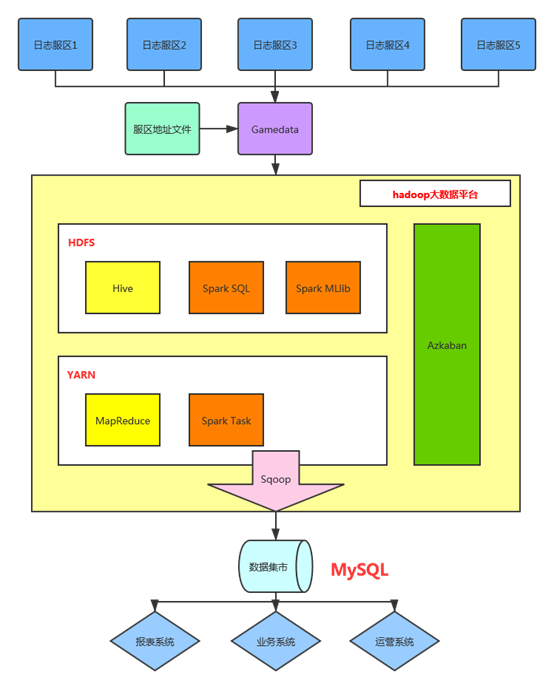 日志服区1
日志服区2
日志服区3
日志服区4
日志服区5
服区地址文件
Gamedata
hadoop大数据平台
HDFS
Hive
Spark SQL
Spark MLlib
Azkaban
YARN
MapReduce
Spark Task
Sqoop
数据集市
MySQL
报表系统
业务系统
运营系统